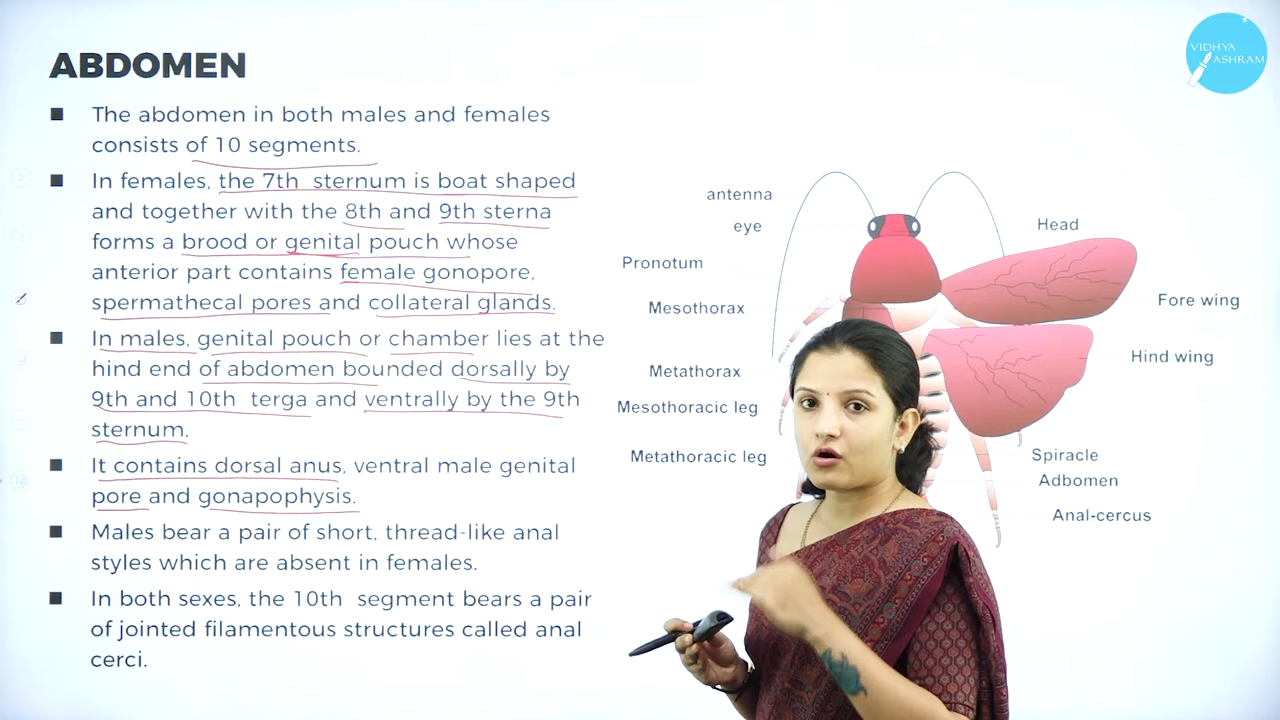 ABDOMEN
The abdomen in both males and females
consists of 10 segments.
In females, the 7th sternum is boat shaped
and together with the 8th and 9th sterna
forms a brood or genital pouch whose
anterior part contains female gonopore,
spermathecal pores and collateral glands.
In males, genital pouch or chamber lies at the
hind end of abdomen bounded dorsally by
9th and 10th terga and ventrally by the 9th
sternum.
It contains dorsal anus, ventral male genital
pore and gonapophysis.
Males bear a pair of short, thread-like anal
styles which are absent in females.
In both sexes, the 10th segment bears a pair
of jointed filamentous structures called anal
cerci.
antenna
eye
Pronotum
Mesothorax
Metathorax
Mesothoracic leg
Metathoracic leg
Head
Fore wing
Hind wing
Spiracle
Adbomen
Anal-cercus
VIDHYA
ASHRAM